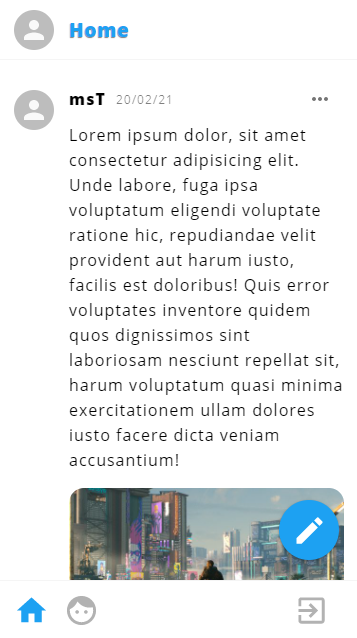 Home
msT 20/02/21
Lorem ipsum dolor, sit amet
consectetur adipisicing elit.
Unde labore, fuga ipsa
voluptatum eligendi voluptate
ratione hic, repudiandae velit
provident aut harum iusto,
facilis est doloribus! Quis error
voluptates inventore quidem
quos dignissimos sint
laboriosam nesciunt repellat sit,
harum voluptatum quasi minima
exercitationem ullam dolores
iusto facere dicta veniam
accusantium!